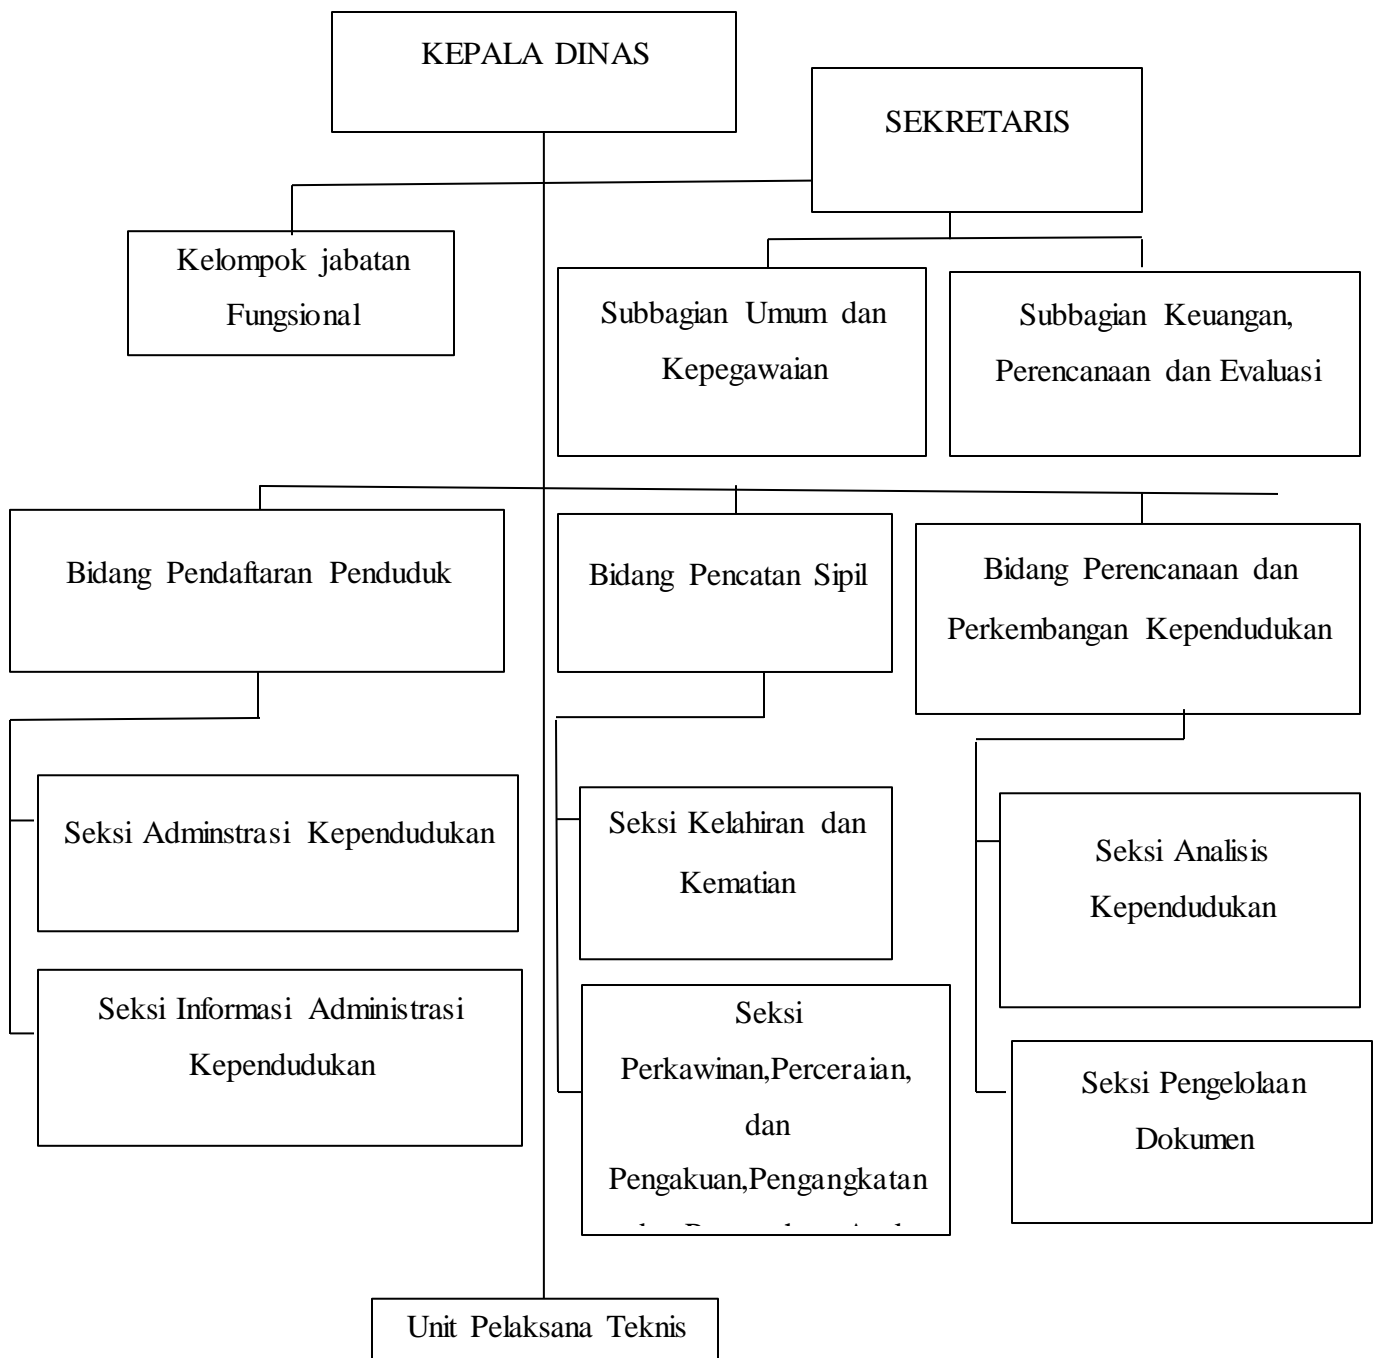 KEPALA DINAS
SEKRETARIS
Kelompok jabatan
Fungsional
Subbagian Umum dan
Kepegawaian
Subbagian Keuangan,
Perencanaan dan Evaluasi
Bidang Pendaftaran Penduduk
Bidang Pencatan Sipil
Bidang Perencanaan dan
Perkembangan Kependudukan
Seksi Adminstrasi Kependudukan
Seksi Kelahiran dan
Kematian
Seksi Analisis
Kependudukan
Seksi Informasi Administrasi
Kependudukan
Seksi
Perkawinan,Perceraian,
dan
Pengakuan,Pengangkatan
Seksi Pengelolaan
Dokumen
Unit Pelaksana Teknis